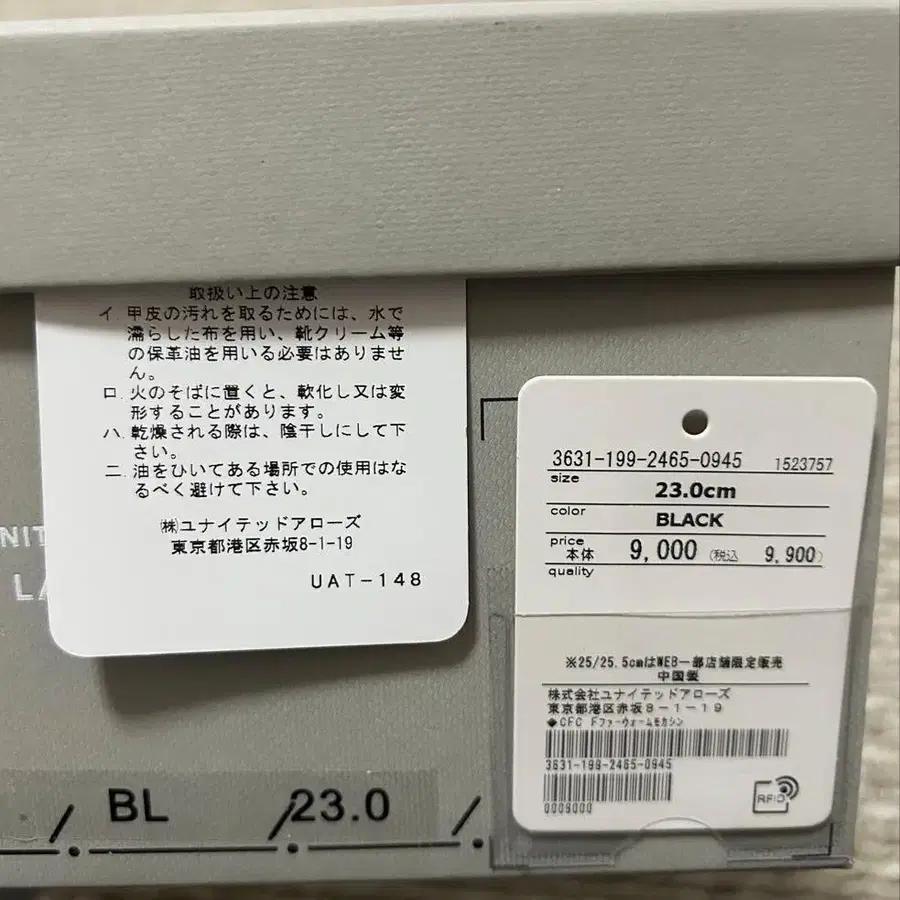 取扱い上の注意
イ.甲皮の汚れを取るためには、水で
濡らした布を用い、靴クリーム等
の保革油を用いる必要はありませ
ん。
ロ.火のそばに置くと、軟化し又は変
形することがあります。
ハ.乾燥される際は、陰干しにして下
さい。
ニ.油をひいてある場所での使用はな
るべく避けて下さい。
㈱ユナイテッドアローズ
東京都港区赤坂8-1-19
UAT-148
NIT
LA
BL
23.0
3631-199-2465-0945 1523757
size
23.0cm
color
BLACK
price
本体 9,000 (税込 9,900)
quality
※25/25.5cmはWEB一部店舗限定販売
中国製
株式会社ユナイテッドアローズ
東京都港区赤坂8-1-19
◆CFC Fファーウォームモカシン
3631-199-2465-0945
0009000
RFID